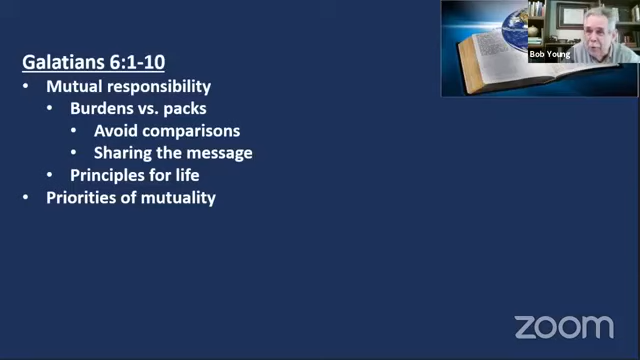 Galatians 6:1-10
• Mutual responsibility
• Burdens vs. packs
• Avoid comparisons
• Sharing the message
• Principles for life
• Priorities of mutuality
Bob Young
zoom